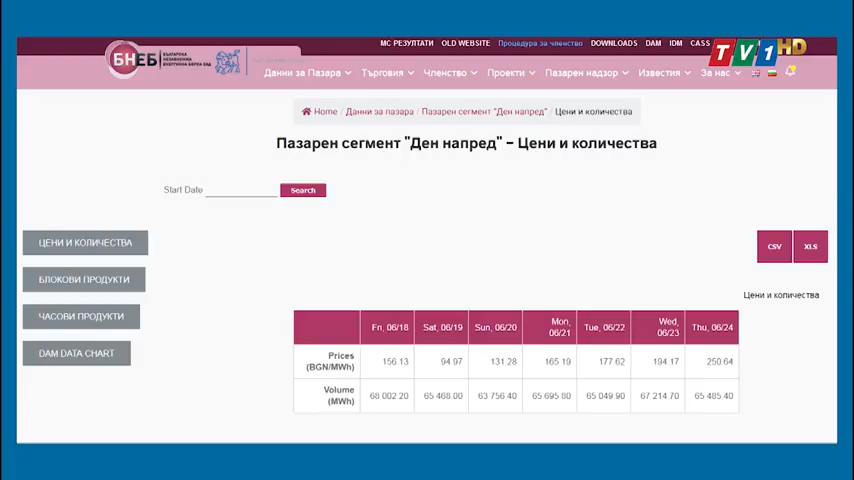 МС РЕЗУЛТАТИ OLD WEBSITE Процедура за членство DOWNLOADS DAM IDM CASS
TV1 HD
БНЕБ БЪЛГАРСКА НЕЗАВИСИМА ЕНЕРГИЙНА БОРСА ЕАД
Данни за Пазара Търговия Членство Проекти Пазарен надзор Известия За нас
Home / Данни за пазара / Пазарен сегмент "Ден напред" / Цени и количества
Пазарен сегмент "Ден напред" – Цени и количества
Start Date Search
ЦЕНИ И КОЛИЧЕСТВА
БЛОКОВИ ПРОДУКТИ
ЧАСОВИ ПРОДУКТИ
DAM DATA CHART
CSV XLS
Цени и количества
Fri, 06/18 Sat, 06/19 Sun, 06/20 Mon, 06/21 Tue, 06/22 Wed, 06/23 Thu, 06/24
Prices (BGN/MWh) 156.13 94.97 131.28 165.19 177.62 194.17 250.64
Volume (MWh) 68 002.20 65 468.00 63 756.40 65 695.80 65 049.90 67 214.70 65 485.40